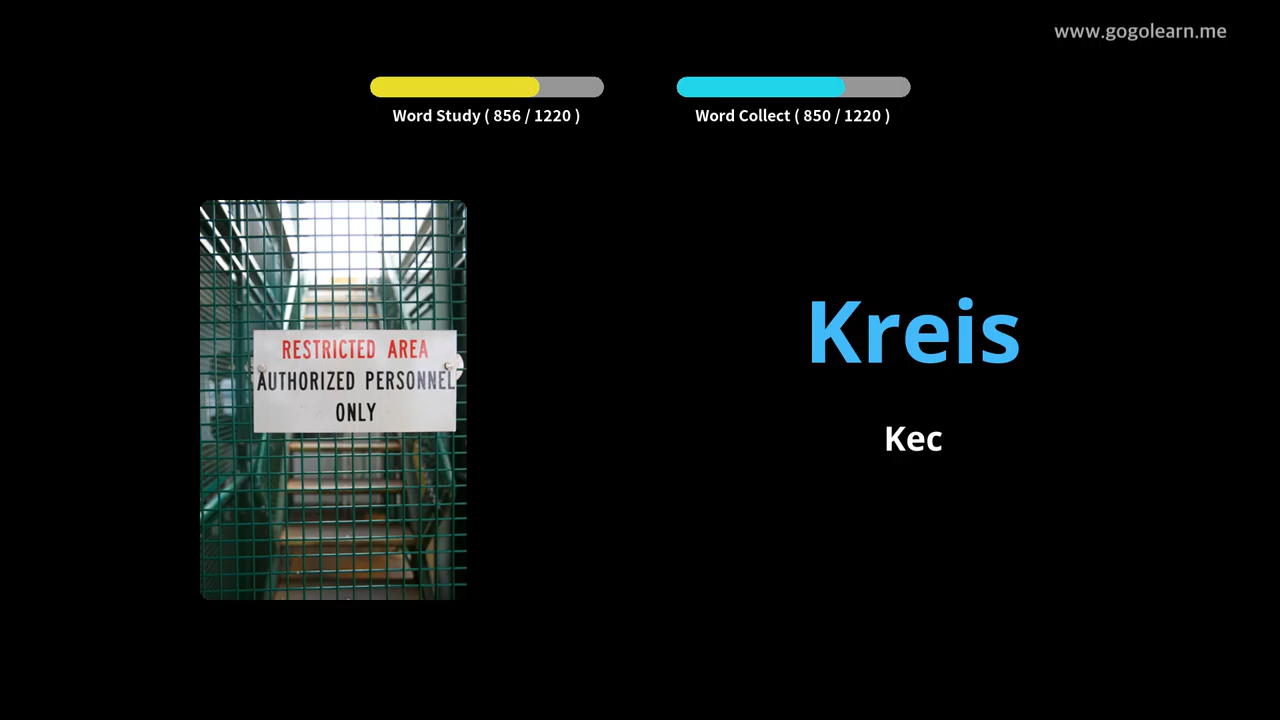 www.gogolearn.me
Word Study ( 856 / 1220 )
Word Collect ( 850 / 1220 )
RESTRICTED AREA
AUTHORIZED PERSONNEL
ONLY
Kreis
Kec